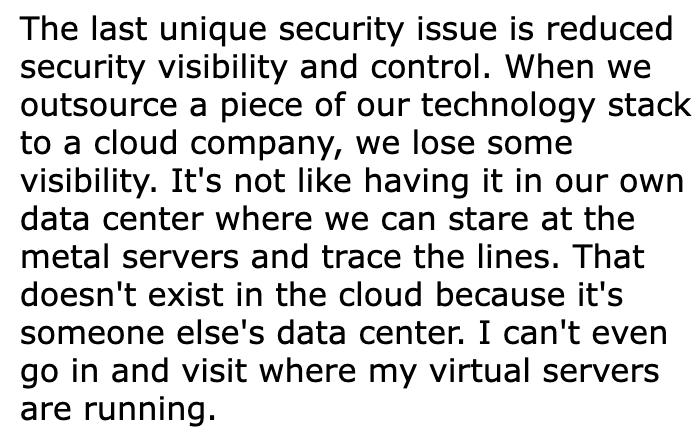 The last unique security issue is reduced
security visibility and control. When we
outsource a piece of our technology stack
to a cloud company, we lose some
visibility. It's not like having it in our own
data center where we can stare at the
metal servers and trace the lines. That
doesn't exist in the cloud because it's
someone else's data center. I can't even
go in and visit where my virtual servers
are running.